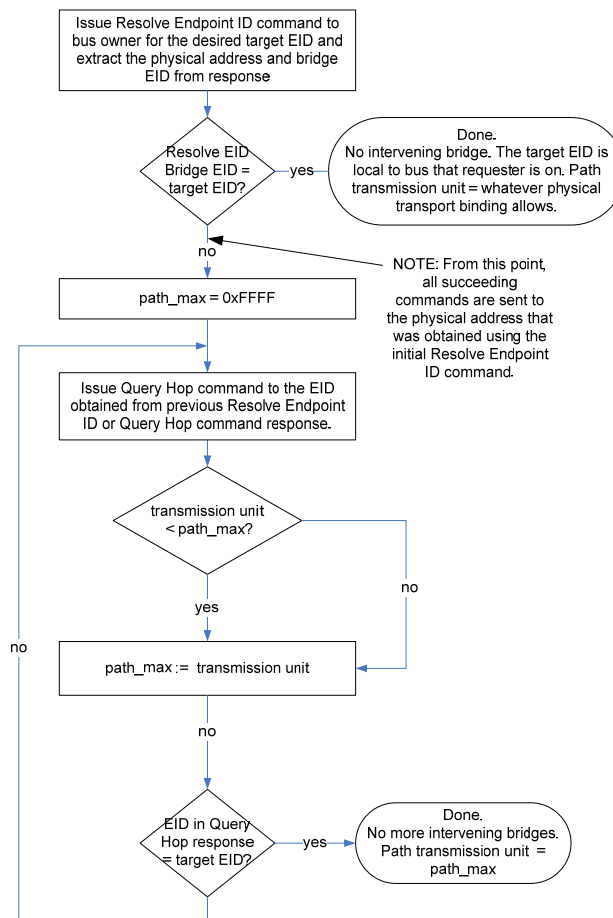 Issue Resolve Endpoint ID command to
bus owner for the desired target EID and
extract the physical address and bridge
EID from response
Resolve EID
Bridge EID =
target EID?
yes
Done.
No intervening bridge. The target EID is
local to bus that requester is on. Path
transmission unit = whatever physical
transport binding allows.
no
NOTE: From this point,
all succeeding
commands are sent to
the physical address that
was obtained using the
initial Resolve Endpoint
ID command.
path_max = 0xFFFF
Issue Query Hop command to the EID
obtained from previous Resolve Endpoint
ID or Query Hop command response.
transmission unit
< path_max?
no
yes
no
path_max := transmission unit
no
EID in Query
Hop response
= target EID?
yes
Done.
No more intervening bridges.
Path transmission unit =
path_max